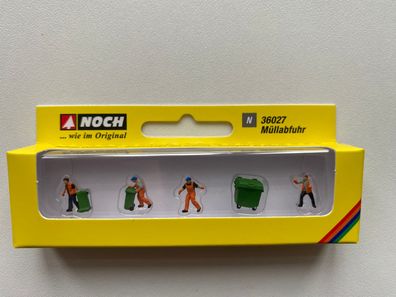 NOCH
... wie im Original
N 36027
Müllabfuhr